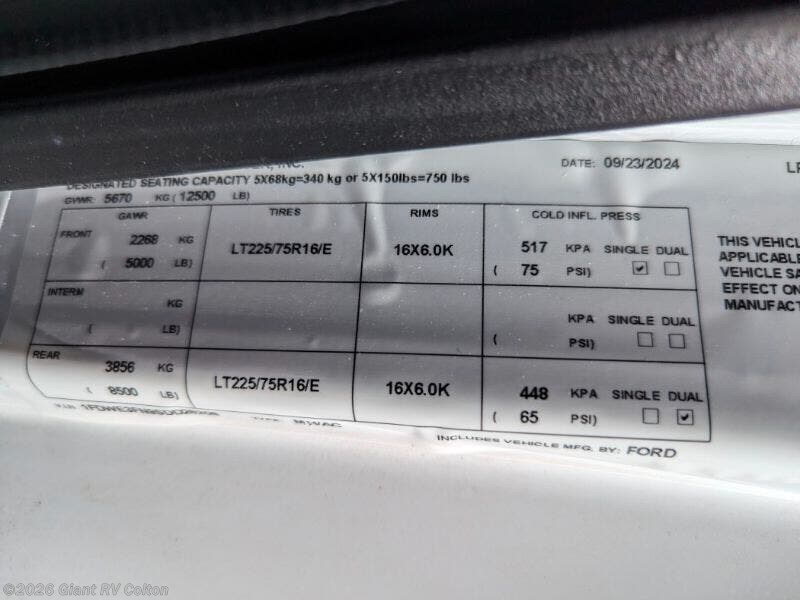 INC.
DATE: 09/23/2024
LP
DESIGNATED SEATING CAPACITY 5X68kg=340 kg or 5X150lbs=750 lbs
GVWR: 5670 KG ( 12500 LB)
GAWR TIRES RIMS COLD INFL. PRESS
FRONT 2268 KG LT225/75R16/E 16X6.0K 517 KPA SINGLE DUAL
( 5000 LB) ( 75 PSI)
INTERM KG KPA SINGLE DUAL
( LB) ( PSI)
REAR 3856 KG LT225/75R16/E 16X6.0K 448 KPA SINGLE DUAL
( 8500 LB) ( 65 PSI)
TYPE: MWAC
INCLUDES VEHICLE MFG. BY: FORD
THIS VEHICL
APPLICABLE
VEHICLE SA
EFFECT ON
MANUFACT
©2026 Giant RV Colton